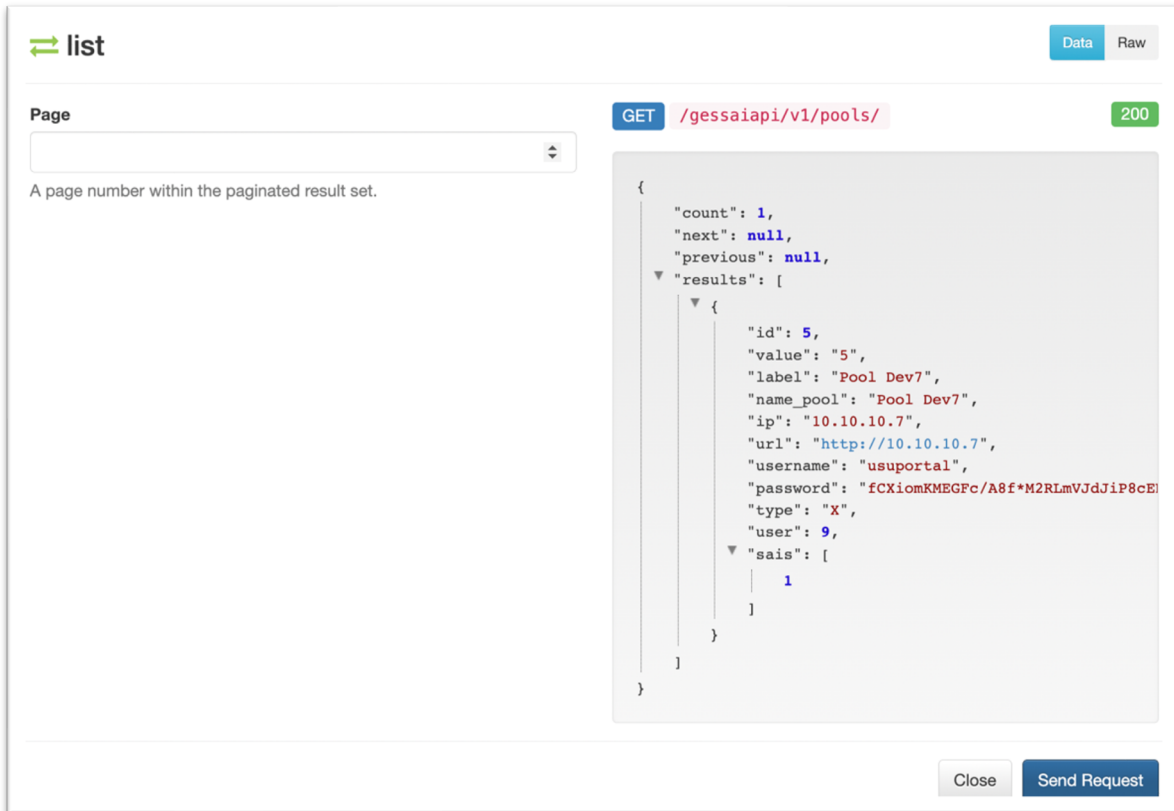 list
Data Raw
Page
A page number within the paginated result set.
GET /gessaiapi/v1/pools/ 200
{
"count": 1,
"next": null,
"previous": null,
"results": [
{
"id": 5,
"value": "5",
"label": "Pool Dev7",
"name_pool": "Pool Dev7",
"ip": "10.10.10.7",
"url": "http://10.10.10.7",
"username": "usuportal",
"password": "fCXiomKMEGFc/A8f*M2RLmVJdJiP8cE
"type": "X",
"user": 9,
"sais": [
1
]
}
]
}
Close Send Request